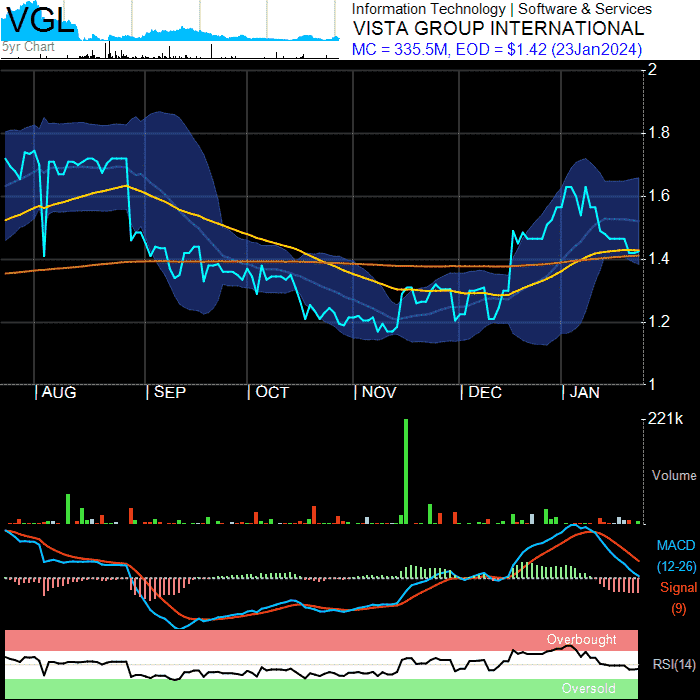 VGL
5yr Chart
Information Technology | Software & Services
VISTA GROUP INTERNATIONAL
MC = 335.5M, EOD = $1.42 (23Jan2024)
2
1.8
1.6
1.4
1.2
1
| AUG | SEP | OCT | NOV | DEC | JAN
221k
Volume
MACD
(12-26)
Signal
(9)
Overbought
RSI(14)
Oversold